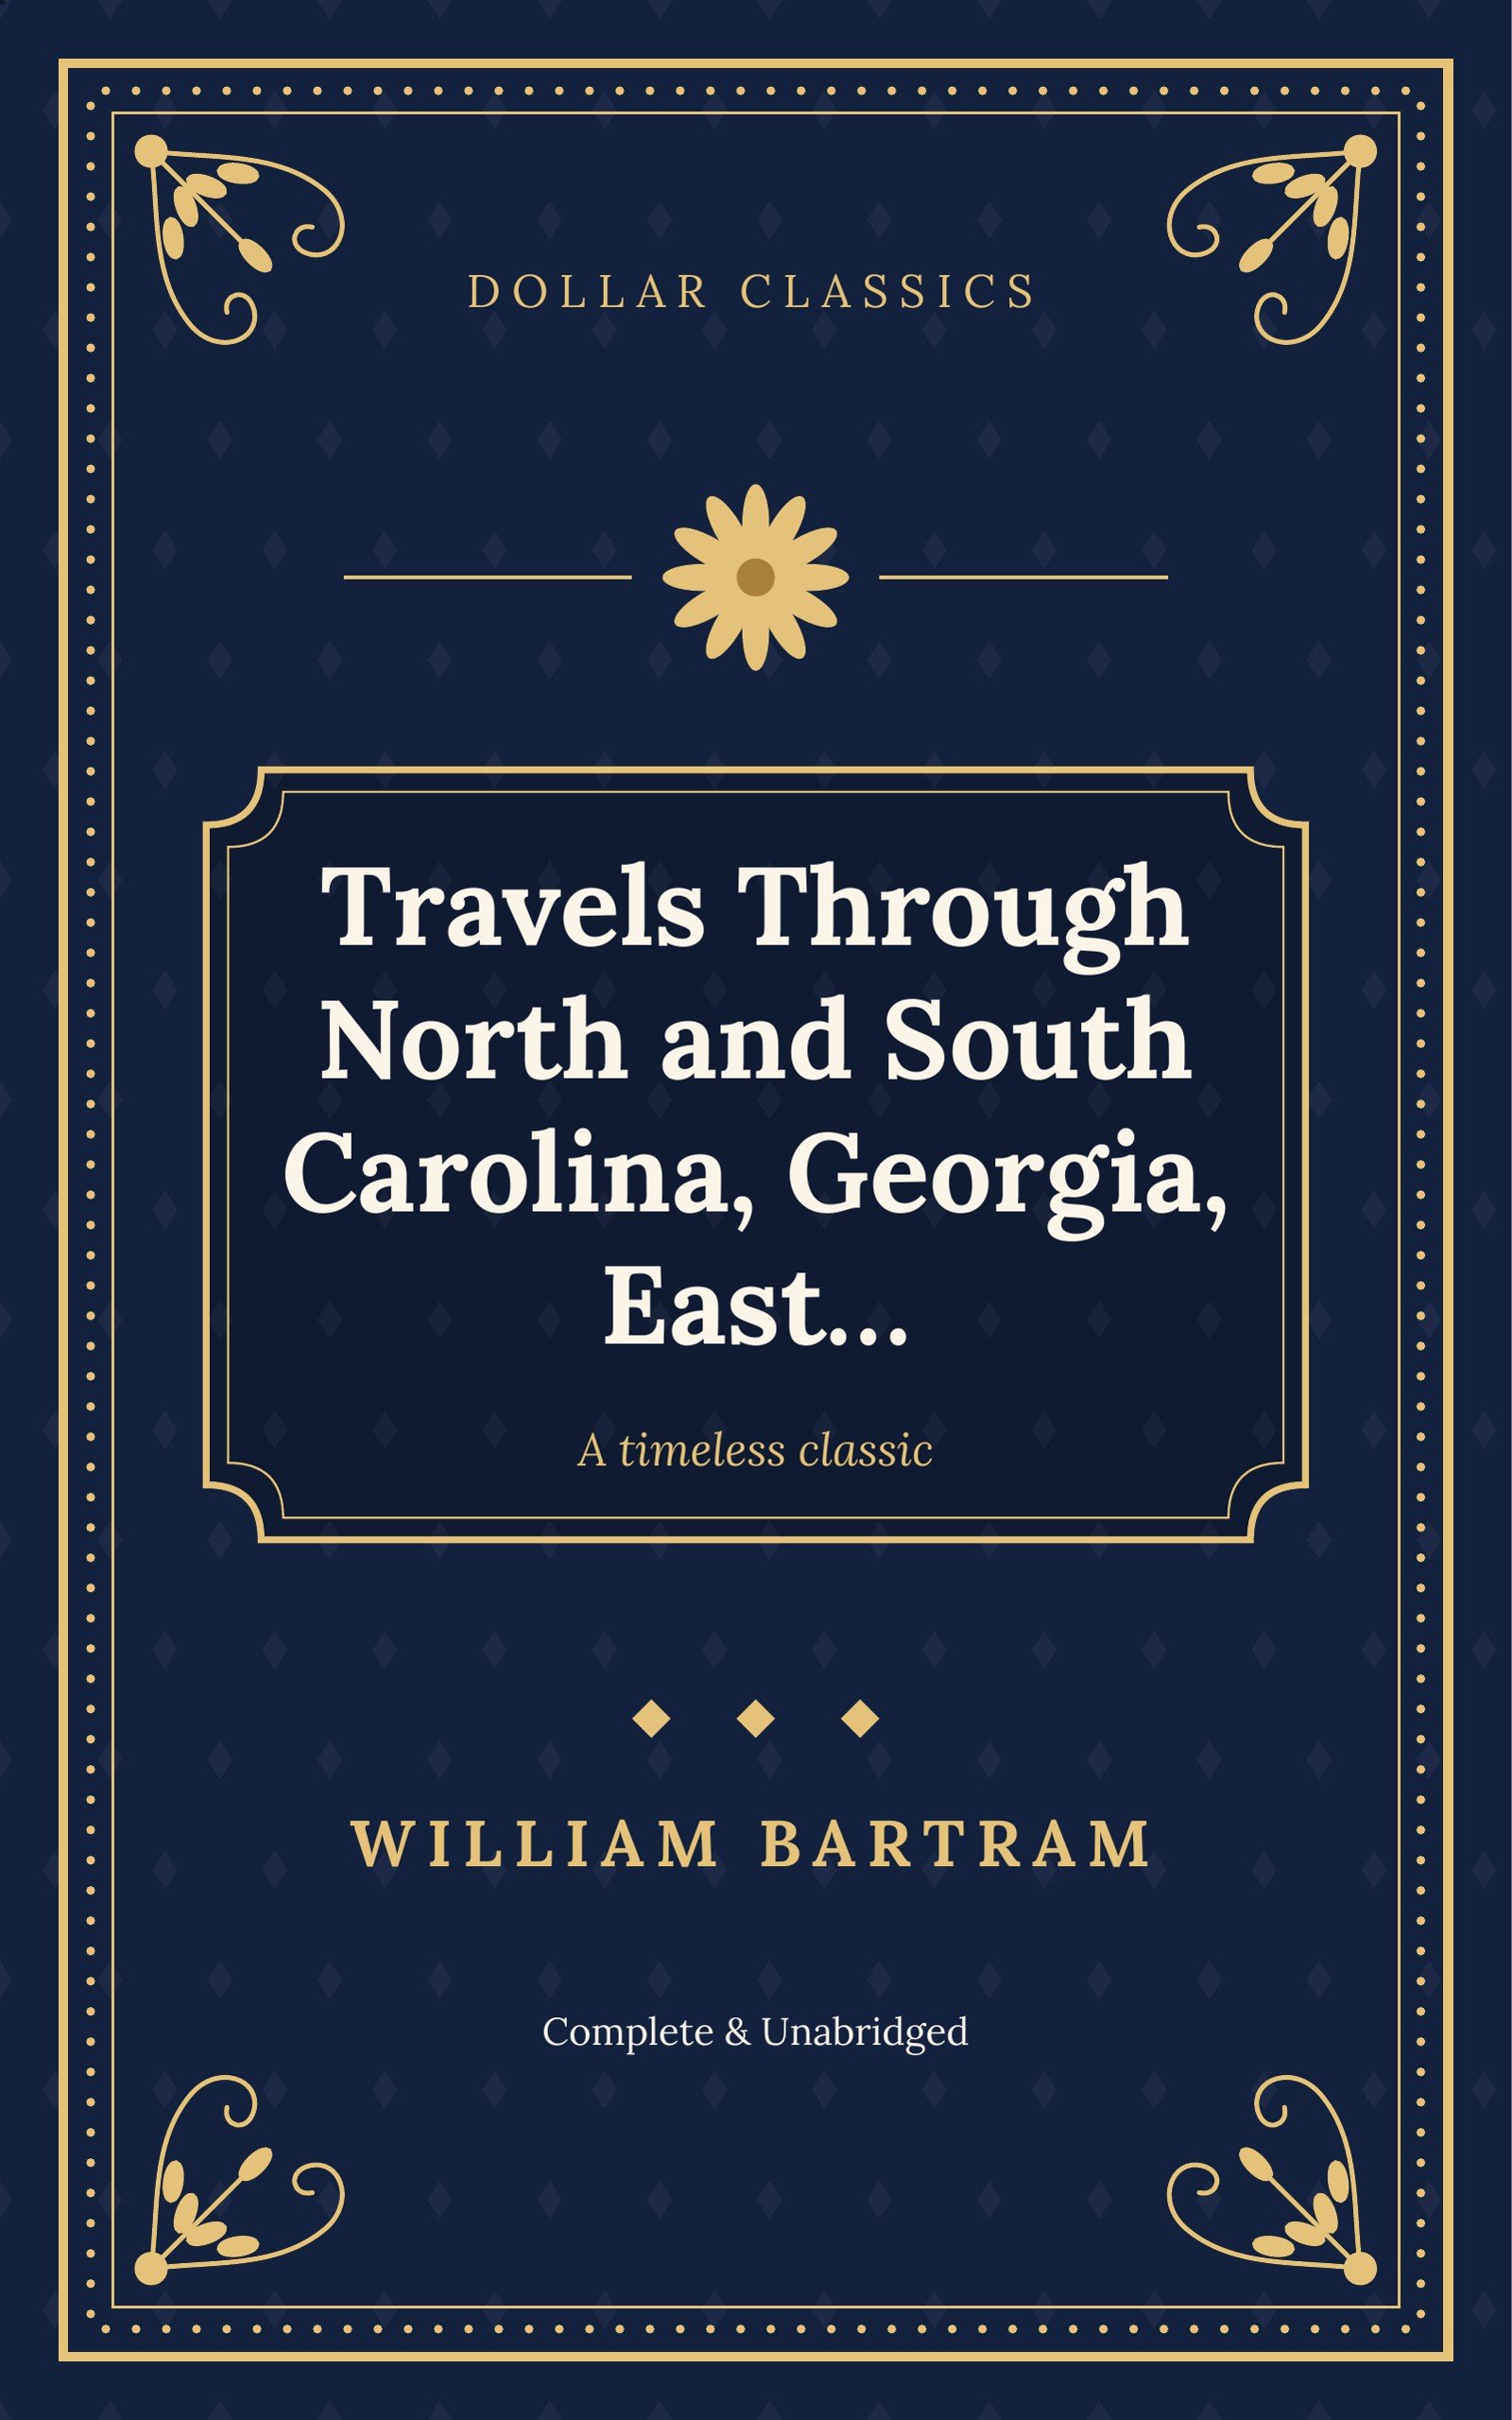 DOLLAR CLASSICS
Travels Through
North and South
Carolina, Georgia,
East...
A timeless classic
WILLIAM BARTRAM
Complete & Unabridged